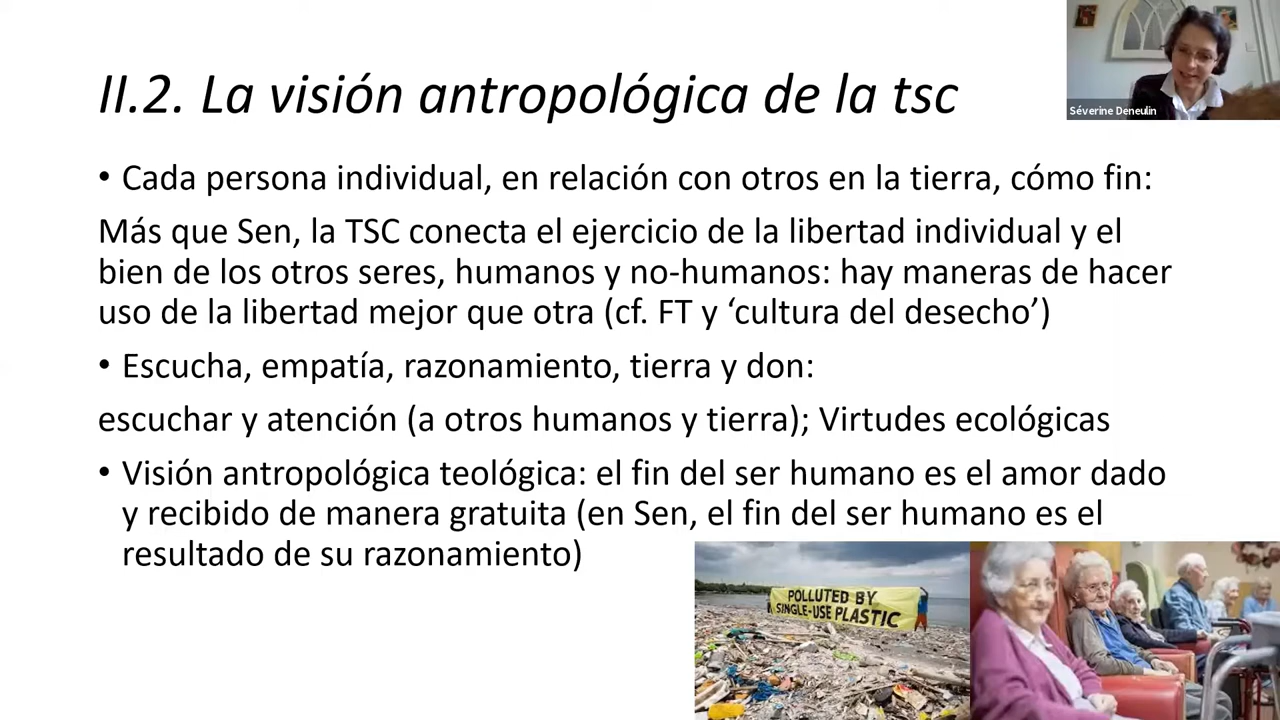 II.2. La visión antropológica de la tsc
Séverine Deneulin
• Cada persona individual, en relación con otros en la tierra, cómo fin:
Más que Sen, la TSC conecta el ejercicio de la libertad individual y el
bien de los otros seres, humanos y no-humanos: hay maneras de hacer
uso de la libertad mejor que otra (cf. FT y ‘cultura del desecho’)
• Escucha, empatía, razonamiento, tierra y don:
escuchar y atención (a otros humanos y tierra); Virtudes ecológicas
• Visión antropológica teológica: el fin del ser humano es el amor dado
y recibido de manera gratuita (en Sen, el fin del ser humano es el
resultado de su razonamiento)
POLLUTED BY
SINGLE-USE PLASTIC